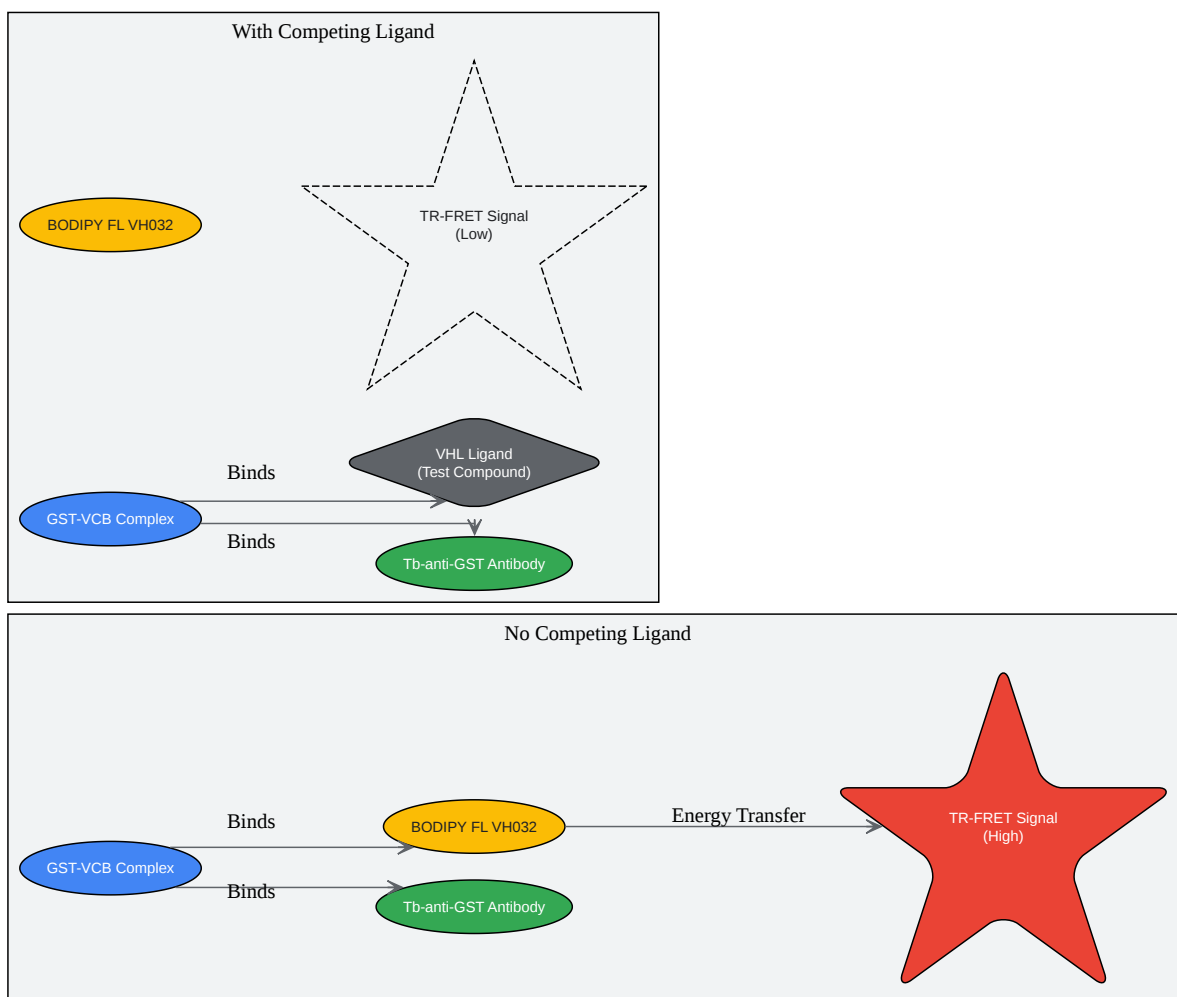 With Competing Ligand
BODIPY FL VH032
TR-FRET Signal
(Low)
VHL Ligand
(Test Compound)
Binds
GST-VCB Complex
Binds
Tb-anti-GST Antibody
No Competing Ligand
Binds
BODIPY FL VH032
Energy Transfer
TR-FRET Signal
(High)
GST-VCB Complex
Binds
Tb-anti-GST Antibody